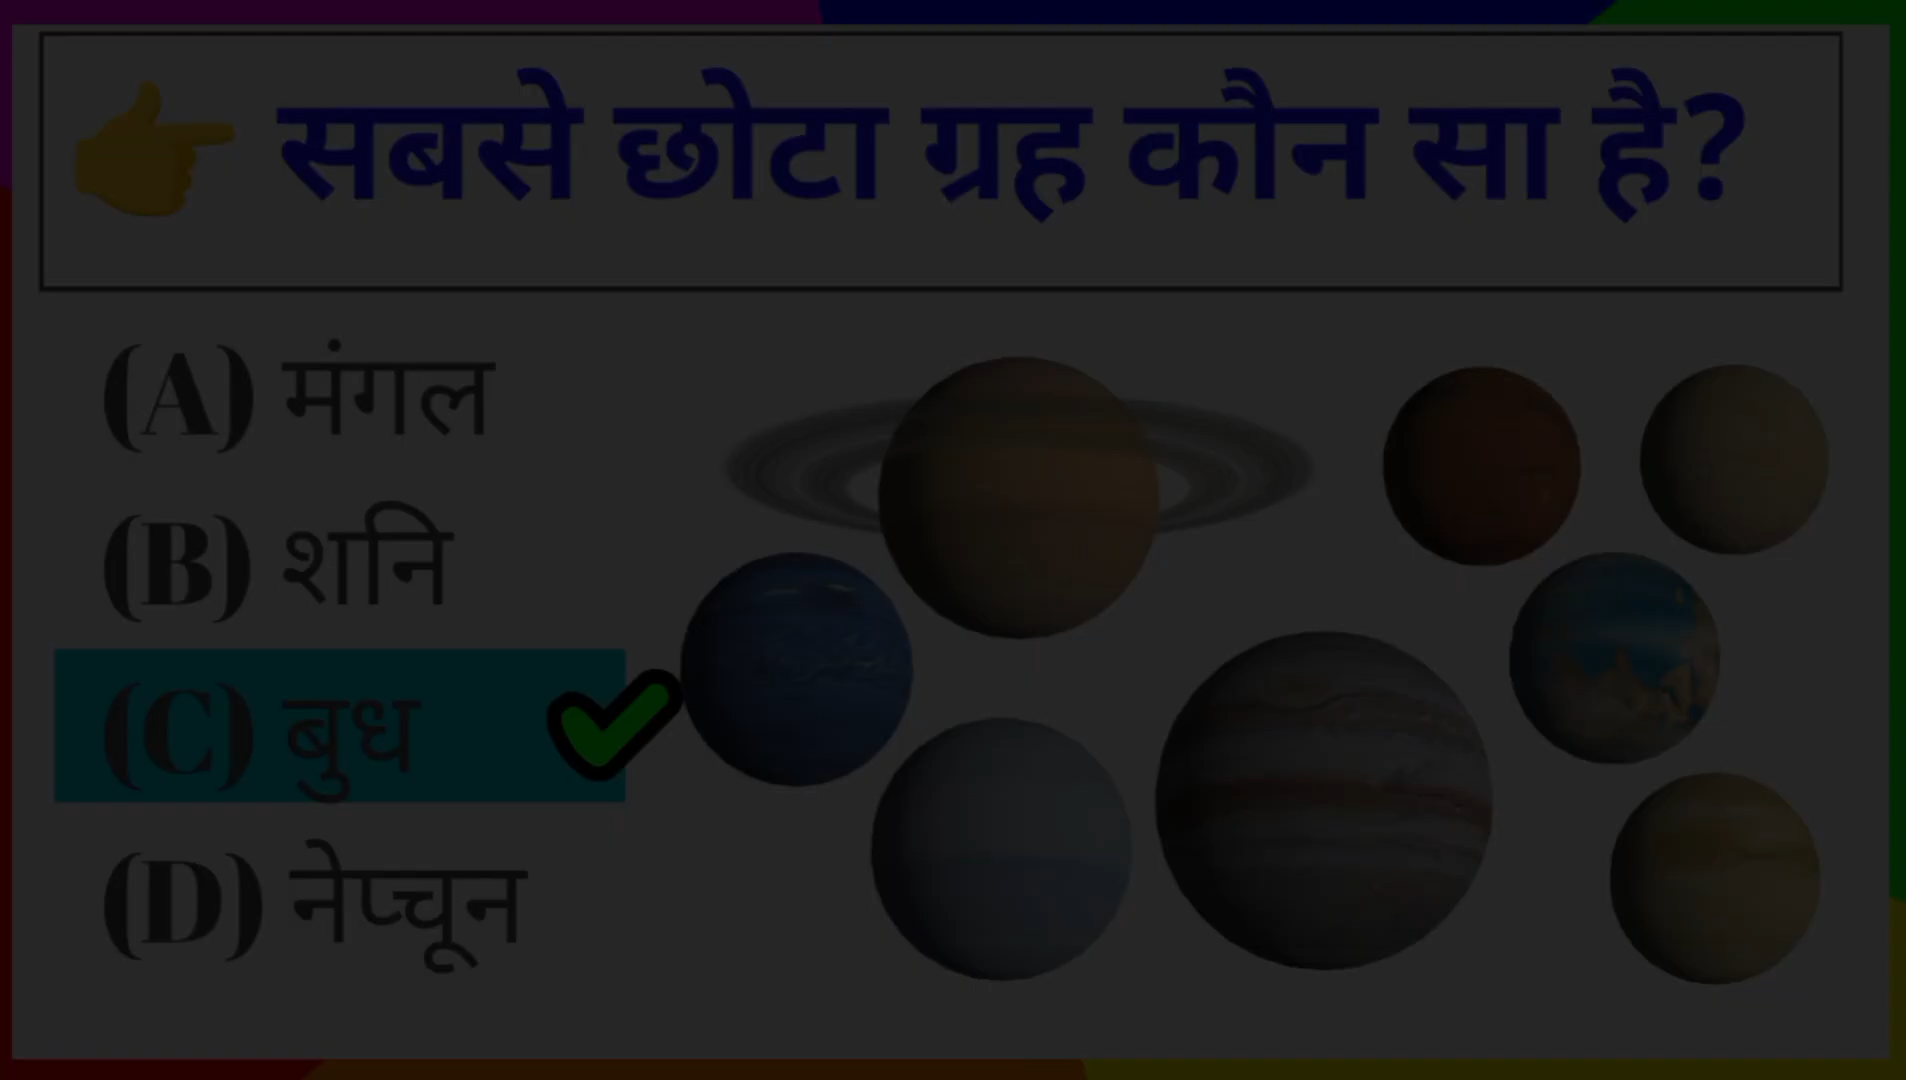 सबसे छोटा ग्रह कौन सा है?
(A) मंगल
(B) शनि
(C) बुध
(D) नेप्चून